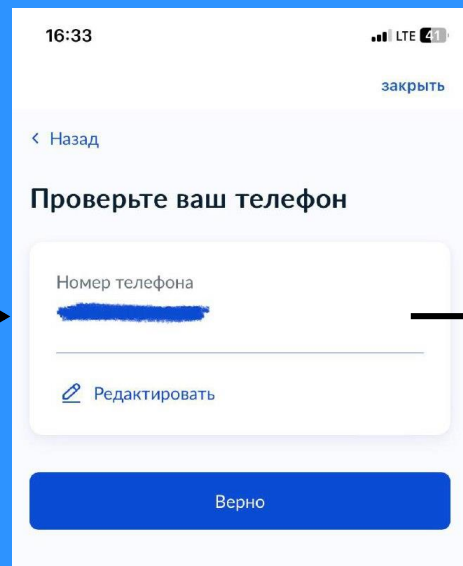 16:33 LTE 41
закрыть
Назад
Проверьте ваш телефон
Номер телефона
Редактировать
Верно